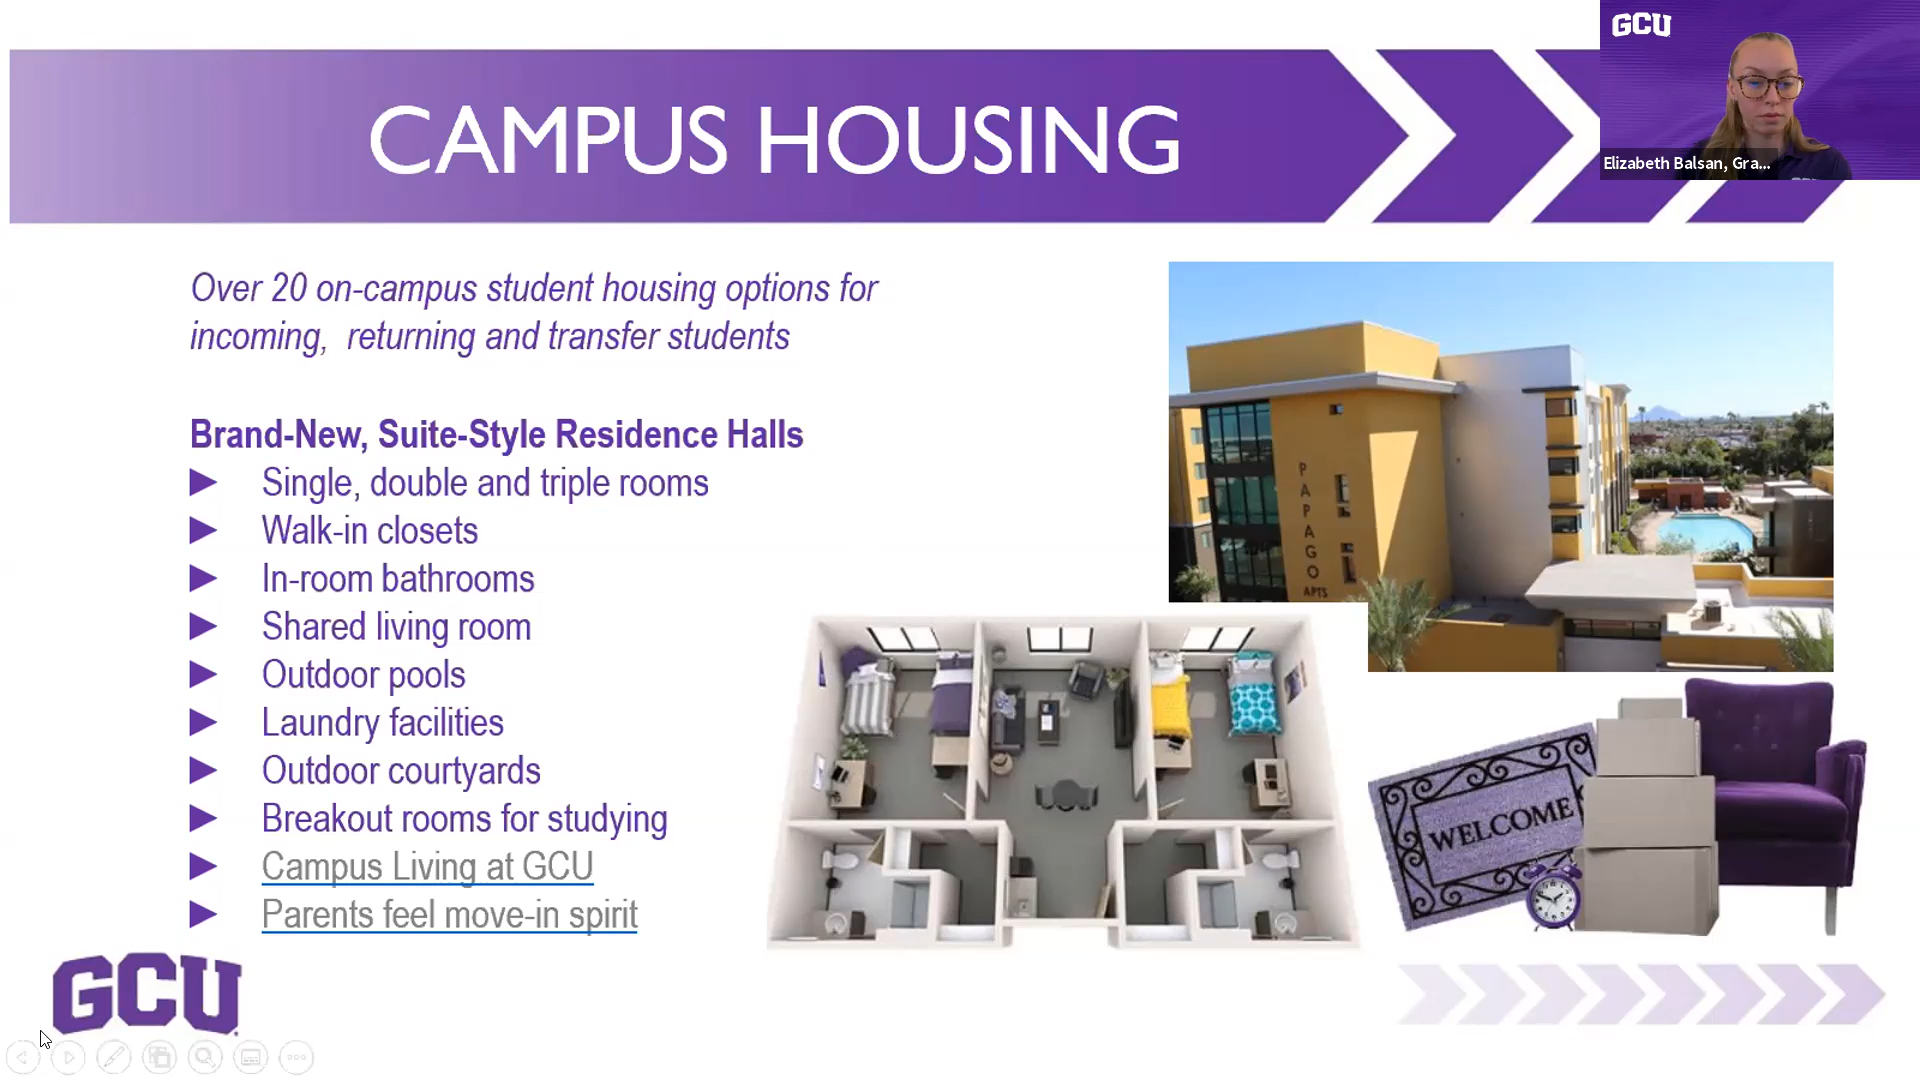 GCU
CAMPUS HOUSING
Elizabeth Balsan, Gra...
Over 20 on-campus student housing options for
incoming,  returning and transfer students
Brand-New, Suite-Style Residence Halls
Single, double and triple rooms
Walk-in closets
In-room bathrooms
Shared living room
Outdoor pools
Laundry facilities
Outdoor courtyards
Breakout rooms for studying
Campus Living at GCU
Parents feel move-in spirit
PAPAGO
APTS
WELCOME
GCU